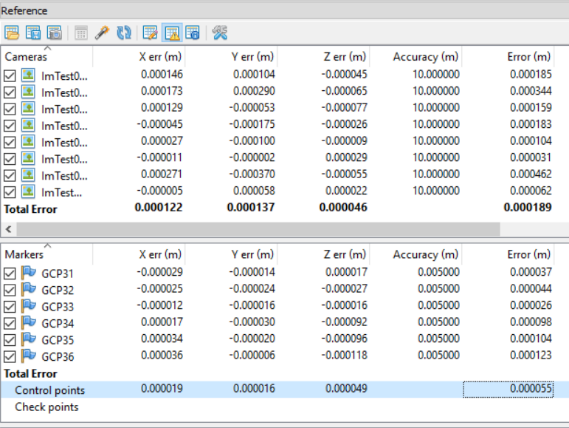 Reference
Cameras X err (m) Y err (m) Z err (m) Accuracy (m) Error (m)
ImTest0... 0.000146 0.000104 -0.000045 10.000000 0.000185
ImTest0... 0.000173 0.000290 -0.000065 10.000000 0.000344
ImTest0... 0.000129 -0.000053 -0.000077 10.000000 0.000159
ImTest0... -0.000045 -0.000175 -0.000026 10.000000 0.000183
ImTest0... 0.000027 -0.000100 -0.000009 10.000000 0.000104
ImTest0... -0.000011 -0.000002 0.000029 10.000000 0.000031
ImTest0... 0.000271 -0.000370 -0.000055 10.000000 0.000462
ImTest... -0.000005 0.000058 0.000022 10.000000 0.000062
Total Error 0.000122 0.000137 0.000046 0.000189
Markers X err (m) Y err (m) Z err (m) Accuracy (m) Error (m)
GCP31 -0.000029 -0.000014 0.000017 0.005000 0.000037
GCP32 -0.000025 -0.000024 -0.000027 0.005000 0.000044
GCP33 -0.000012 -0.000016 -0.000016 0.005000 0.000026
GCP34 0.000017 -0.000030 -0.000092 0.005000 0.000098
GCP35 0.000034 -0.000020 -0.000096 0.005000 0.000104
GCP36 0.000036 -0.000006 -0.000118 0.005000 0.000123
Total Error
Control points 0.000019 0.000016 0.000049 0.000055
Check points